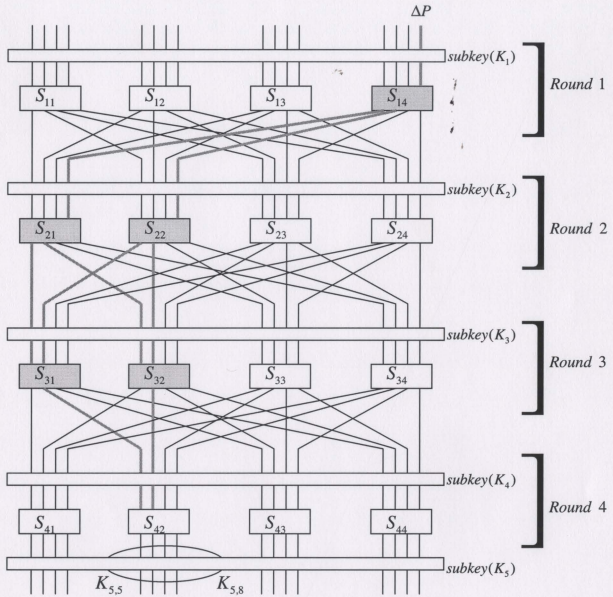 ΔP
subkey(K₁)
Round 1
S₁₁ S₁₂ S₁₃ S₁₄
subkey(K₂)
Round 2
S₂₁ S₂₂ S₂₃ S₂₄
subkey(K₃)
Round 3
S₃₁ S₃₂ S₃₃ S₃₄
subkey(K₄)
Round 4
S₄₁ S₄₂ S₄₃ S₄₄
subkey(K₅)
K₅,₅ K₅,₈